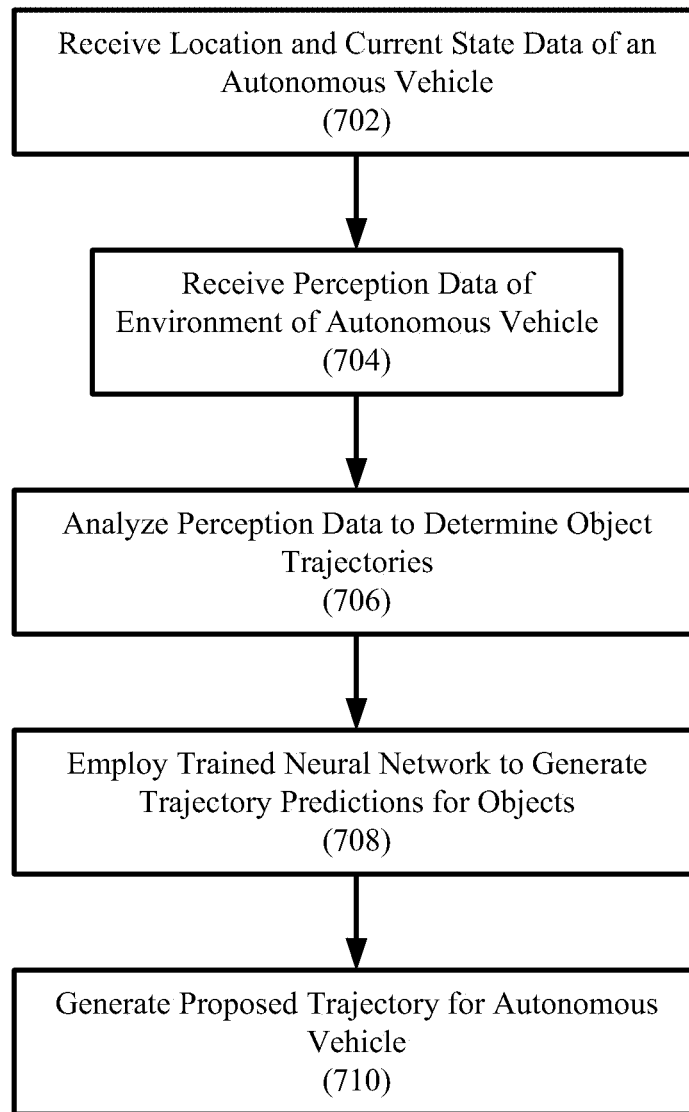 Receive Location and Current State Data of an
Autonomous Vehicle
(702)
Receive Perception Data of
Environment of Autonomous Vehicle
(704)
Analyze Perception Data to Determine Object
Trajectories
(706)
Employ Trained Neural Network to Generate
Trajectory Predictions for Objects
(708)
Generate Proposed Trajectory for Autonomous
Vehicle
(710)